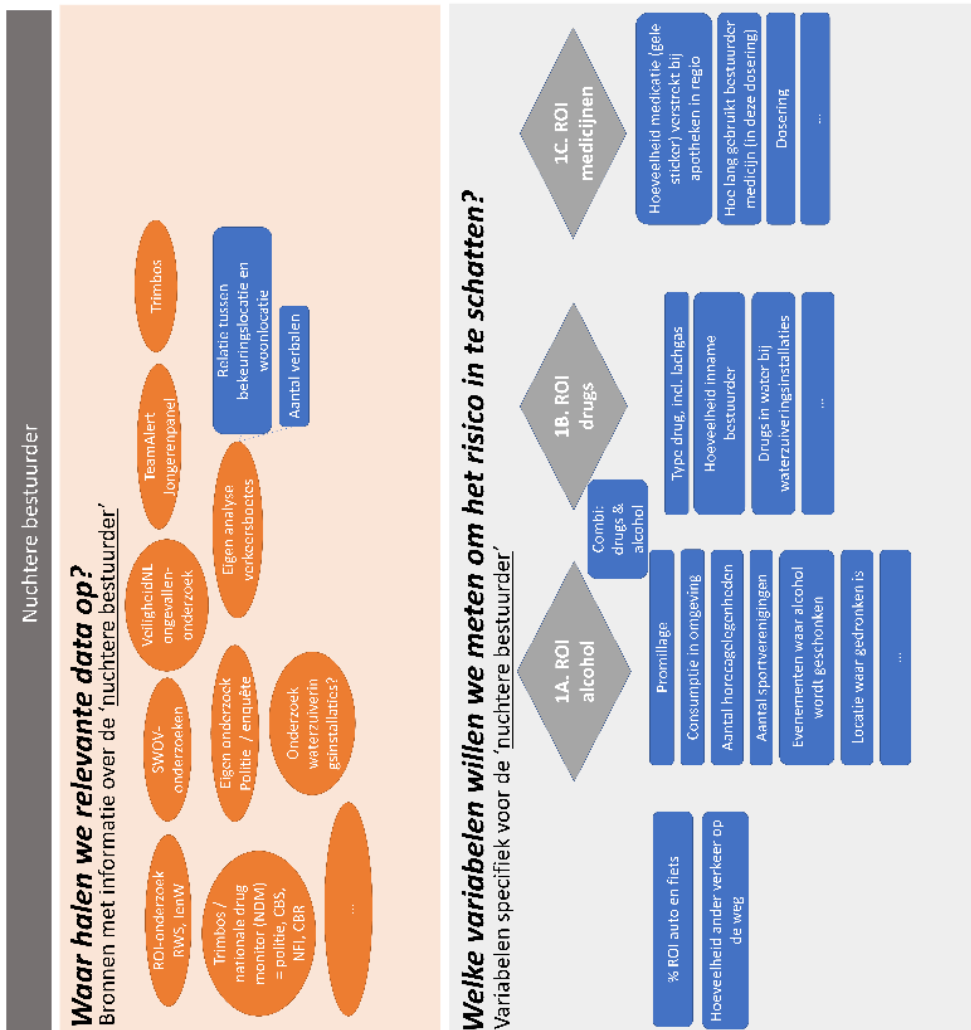 Nuchtere bestuurder
Waar halen we relevante data op?
Bronnen met informatie over de 'nuchtere bestuurder'
ROI-onderzoek
RWS, IenW
SWOV-
onderzoeken
VeiligheidNL
ongevallen-
onderzoek
TeamAlert
Jongerenpanel
Trimbos
Trimbos /
nationale drug
monitor (NDM)
= politie, CBS,
NFI, CBR
Eigen onderzoek
Politie / enquête
Eigen analyse
verkeersboetes
Relatie tussen
bekeuringslocatie en
woonlocatie
Aantal verbalen
Onderzoek
waterzuiverin
gsinstallaties?
...
Welke variabelen willen we meten om het risico in te schatten?
Variabelen specifiek voor de 'nuchtere bestuurder'
% ROI auto en fiets
Hoeveelheid ander verkeer op
de weg
1A. ROI
alcohol
Promillage
Consumptie in omgeving
Aantal horecagelegenheden
Aantal sportverenigingen
Evenementen waar alcohol
wordt geschonken
Locatie waar gedronken is
...
Combi:
drugs &
alcohol
1B. ROI
drugs
Type drug, incl. lachgas
Hoeveelheid inname
bestuurder
Drugs in water bij
waterzuiveringsinstallaties
...
1C. ROI
medicijnen
Hoeveelheid medicatie (gele
sticker) verstrekt bij
apotheken in regio
Hoe lang gebruikt bestuurder
medicijn (in deze dosering)
Dosering
...